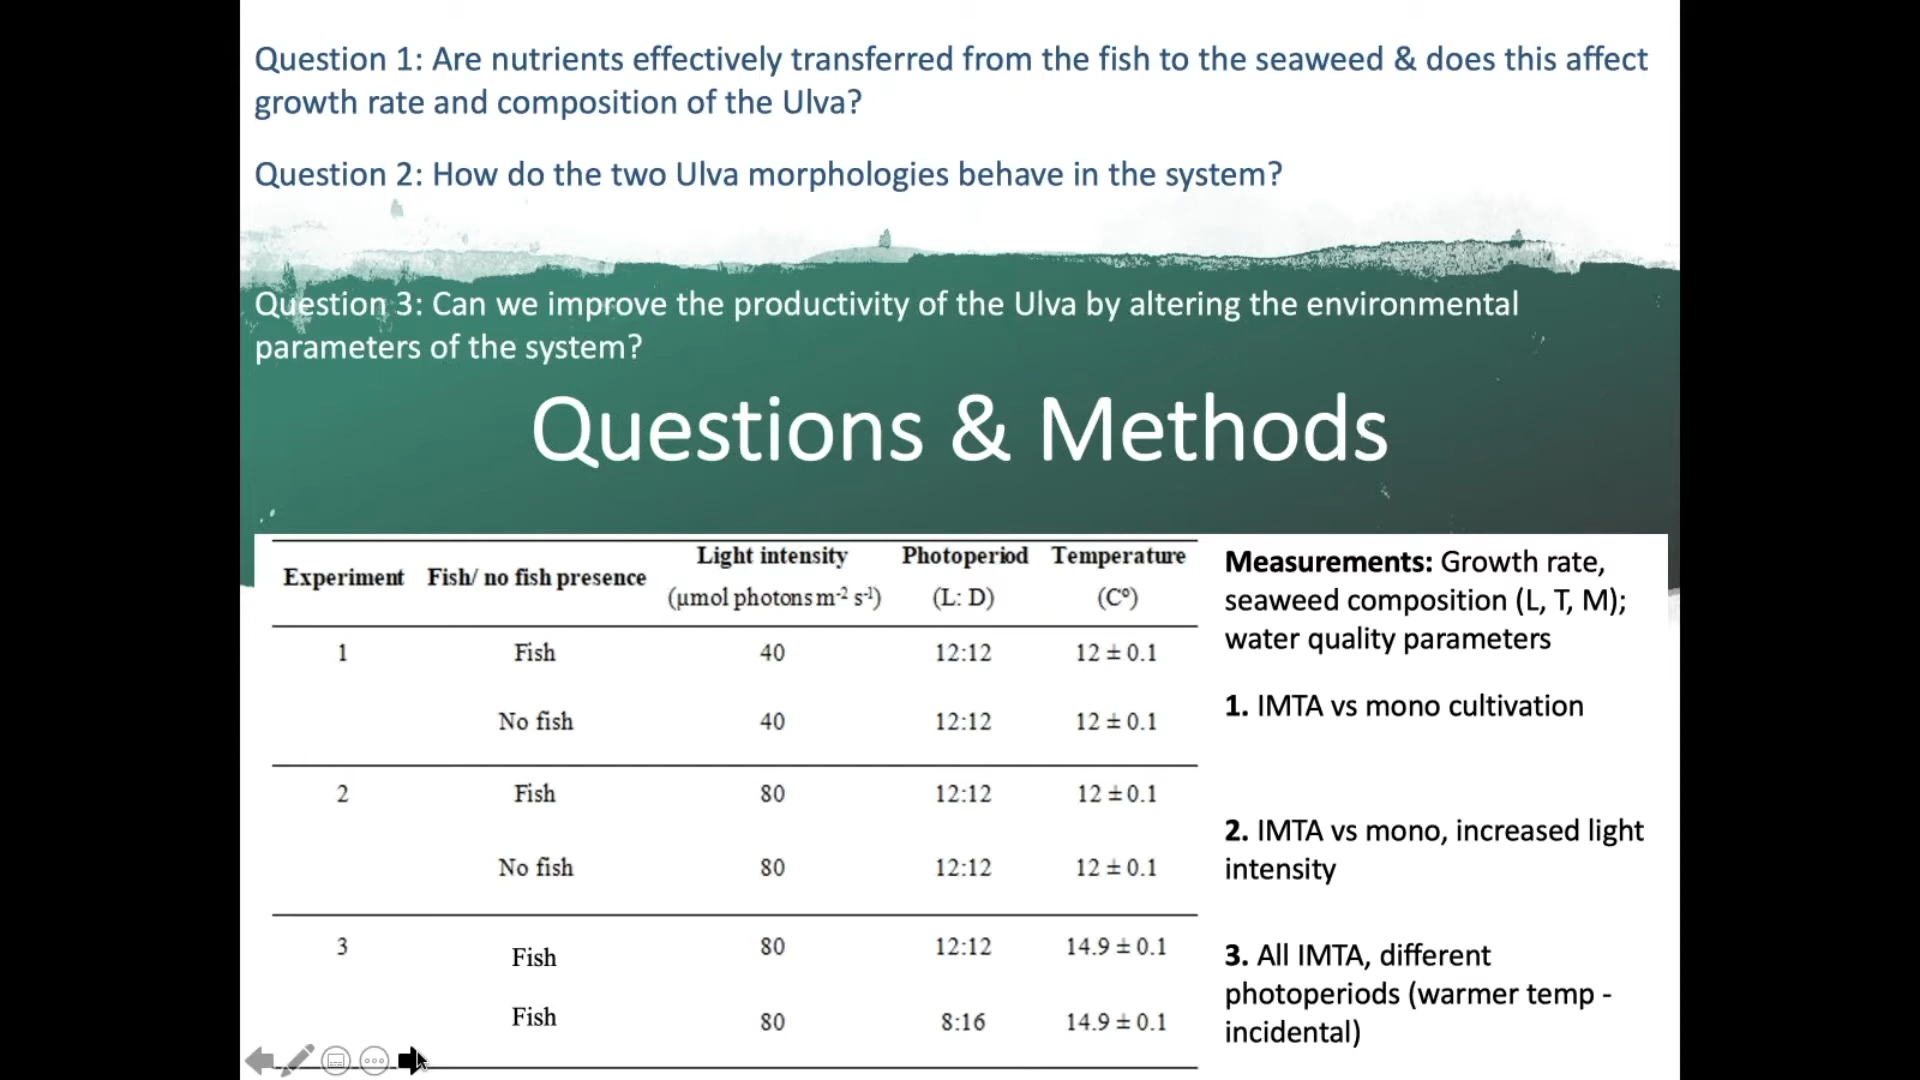 Question 1: Are nutrients effectively transferred from the fish to the seaweed & does this affect
growth rate and composition of the Ulva?
Question 2: How do the two Ulva morphologies behave in the system?
Question 3: Can we improve the productivity of the Ulva by altering the environmental
parameters of the system?
Questions & Methods
Experiment Fish/ no fish presence Light intensity (µmol photons m-2 s-1) Photoperiod (L: D) Temperature (Cº)
1 Fish 40 12:12 12 ± 0.1
No fish 40 12:12 12 ± 0.1
2 Fish 80 12:12 12 ± 0.1
No fish 80 12:12 12 ± 0.1
3 Fish 80 12:12 14.9 ± 0.1
Fish 80 8:16 14.9 ± 0.1
Measurements: Growth rate,
seaweed composition (L, T, M);
water quality parameters
1. IMTA vs mono cultivation
2. IMTA vs mono, increased light
intensity
3. All IMTA, different
photoperiods (warmer temp -
incidental)